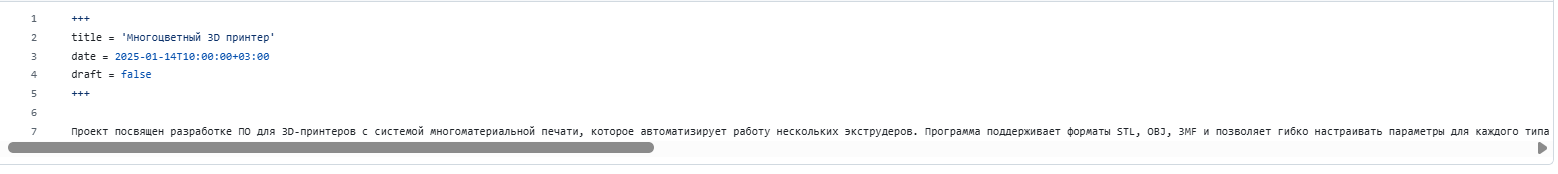 1 +++
2 title = 'Многоцветный 3D принтер'
3 date = 2025-01-14T10:00:00+03:00
4 draft = false
5 +++
6
7 Проект посвящен разработке ПО для 3D-принтеров с системой многоматериальной печати, которое автоматизирует работу нескольких экструдеров. Программа поддерживает форматы STL, OBJ, 3MF и позволяет гибко настраивать параметры для каждого типа